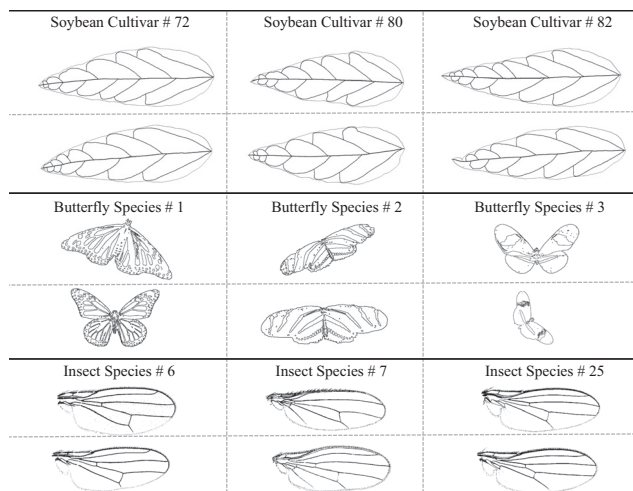 Soybean Cultivar # 72 Soybean Cultivar # 80 Soybean Cultivar # 82
Butterfly Species # 1 Butterfly Species # 2 Butterfly Species # 3
Insect Species # 6 Insect Species # 7 Insect Species # 25